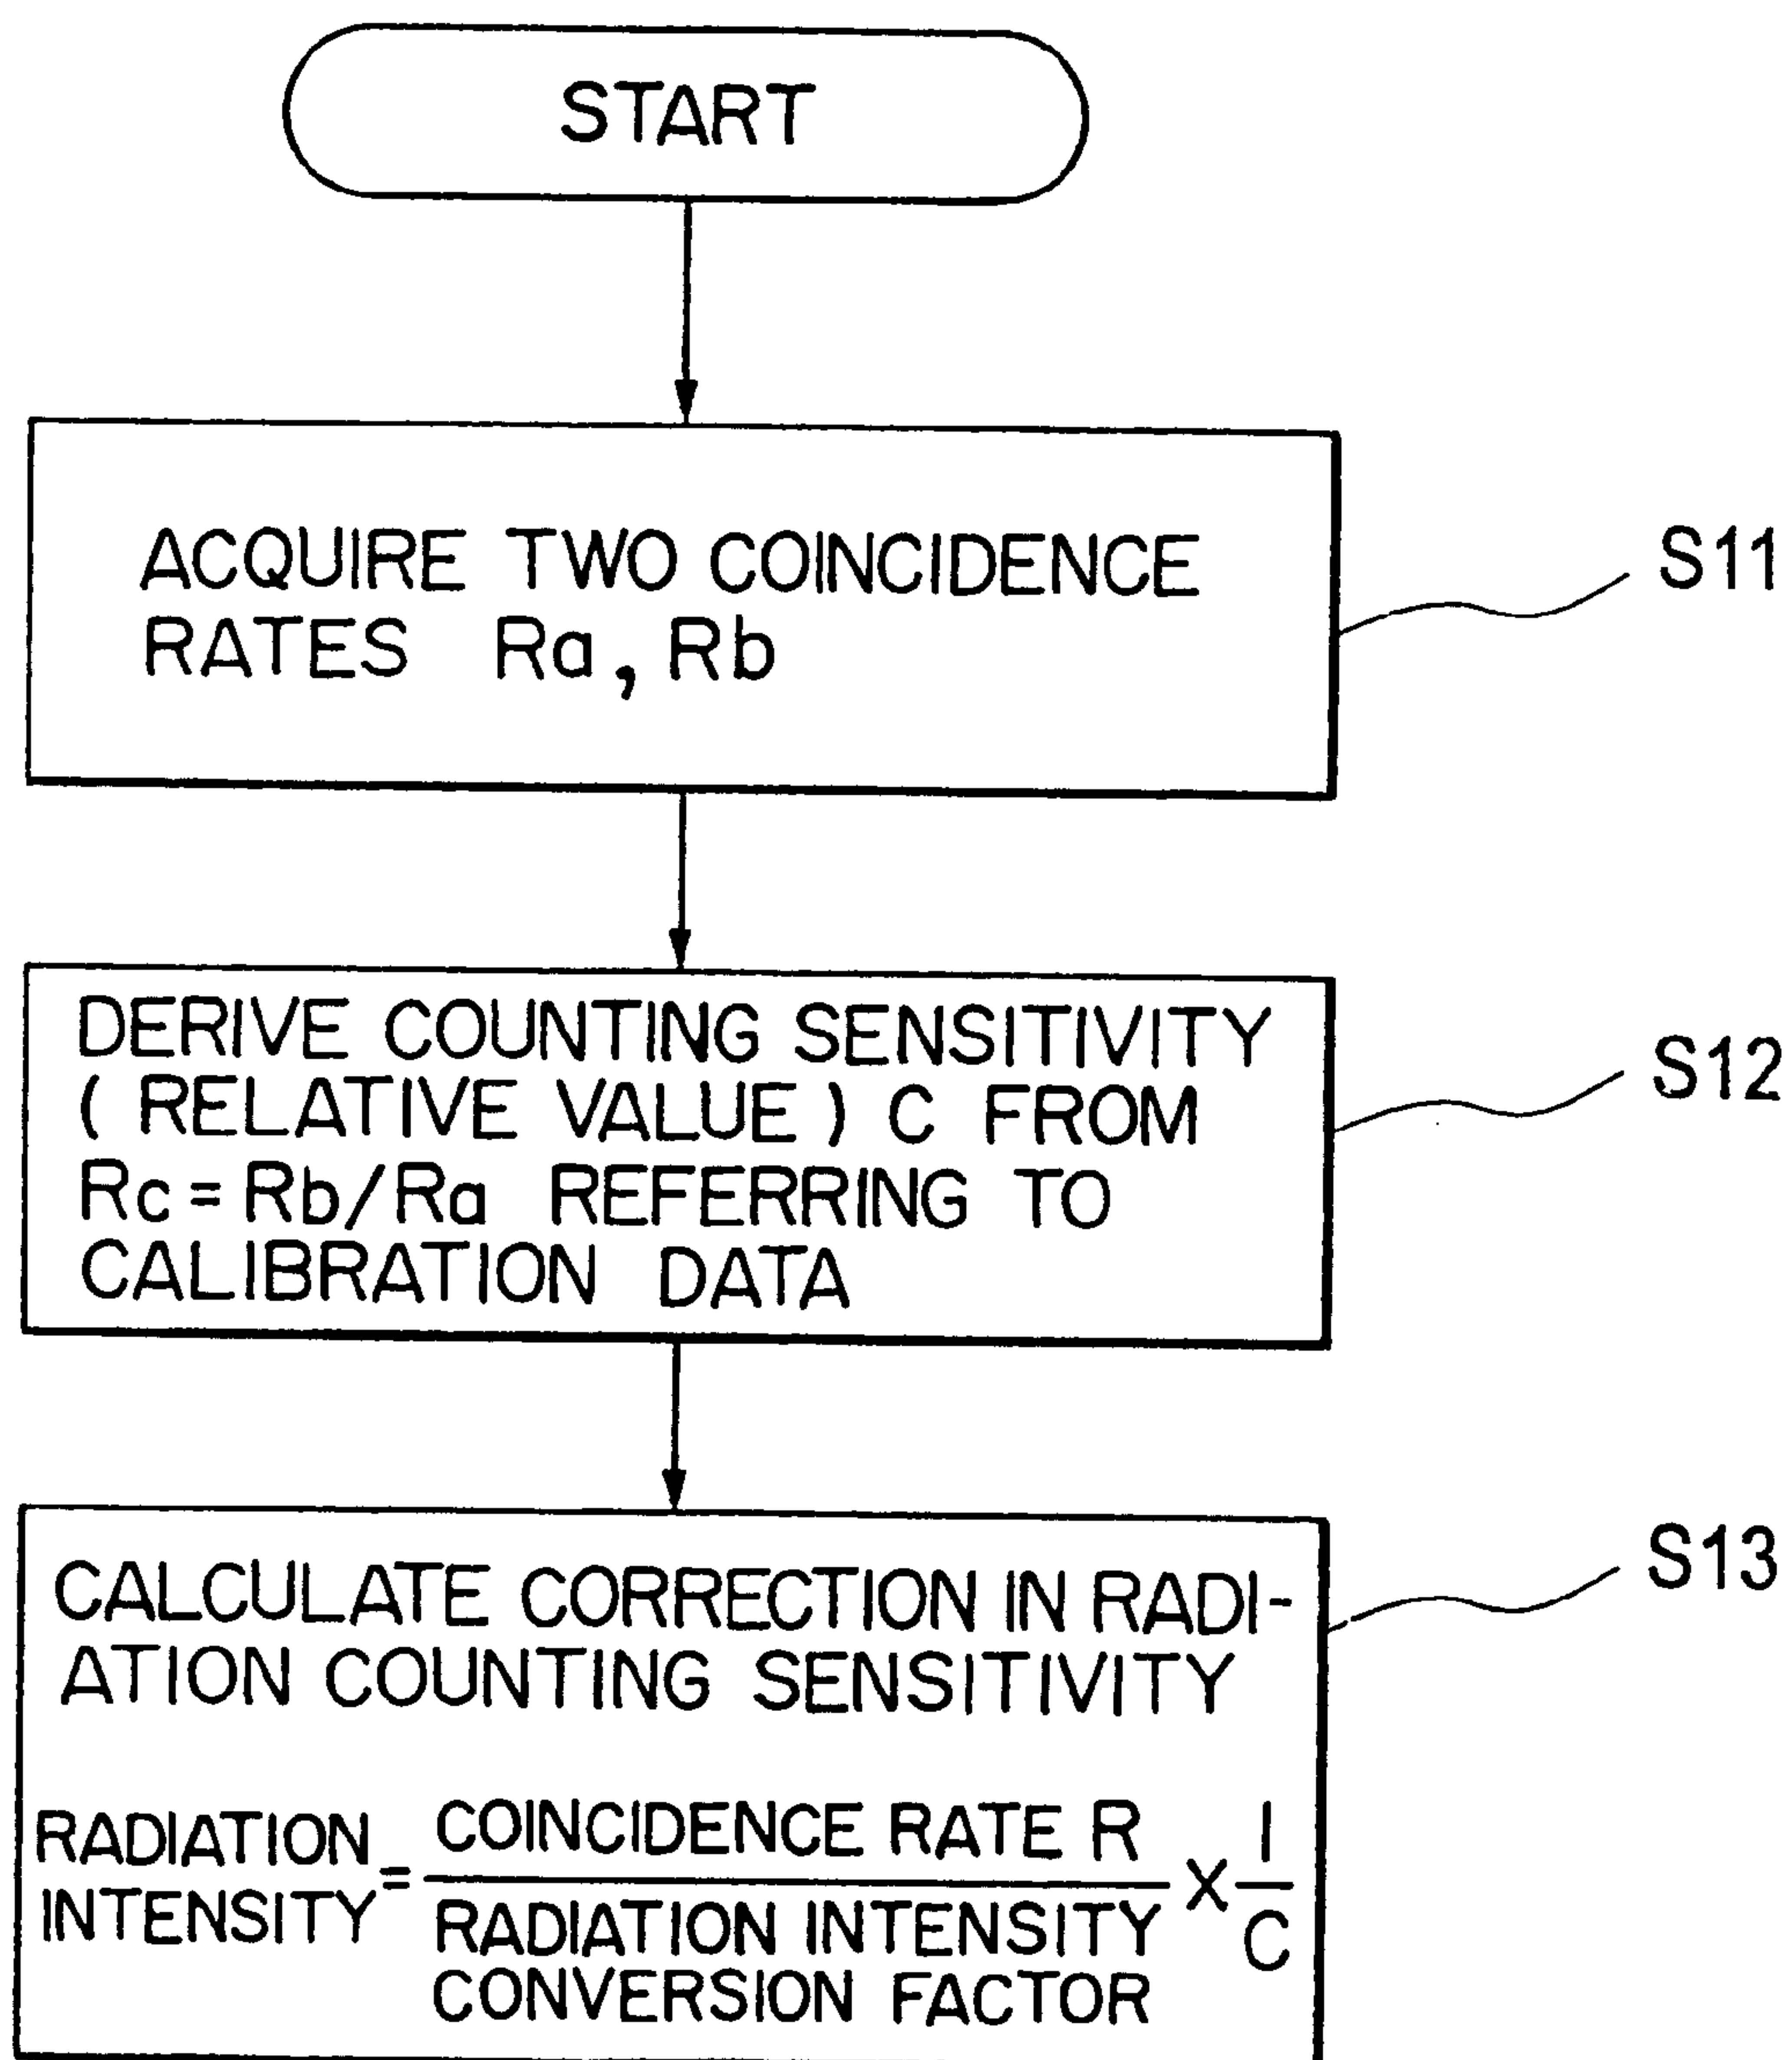 START
ACQUIRE TWO COINCIDENCE
RATES Ra, Rb
S11
DERIVE COUNTING SENSITIVITY
(RELATIVE VALUE) C FROM
Rc=Rb/Ra REFERRING TO
CALIBRATION DATA
S12
CALCULATE CORRECTION IN RADI-
ATION COUNTING SENSITIVITY
S13
RADIATION
INTENSITY
=
COINCIDENCE RATE R
RADIATION INTENSITY
CONVERSION FACTOR
× 1
C